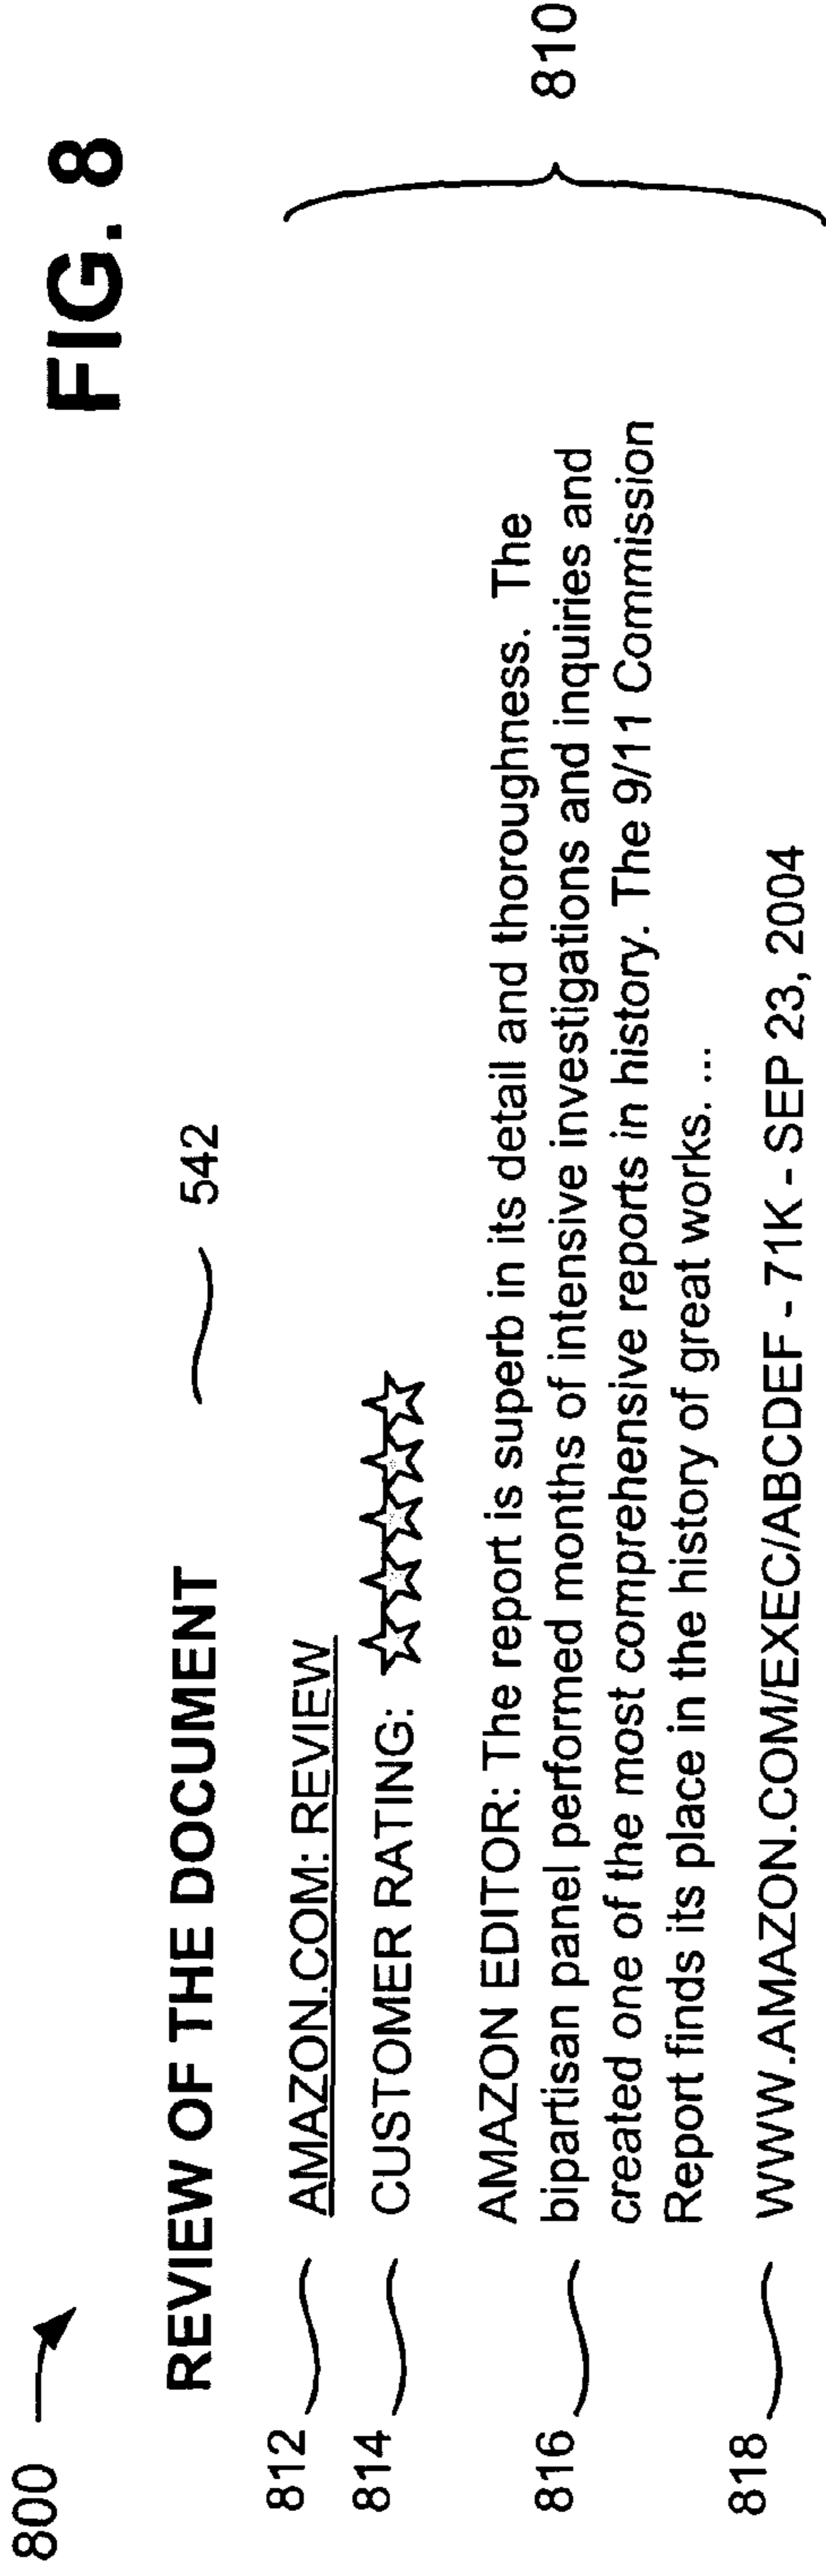 FIG. 8
800
REVIEW OF THE DOCUMENT 542
812 AMAZON.COM: REVIEW
814 CUSTOMER RATING:
816 AMAZON EDITOR: The report is superb in its detail and thoroughness. The
bipartisan panel performed months of intensive investigations and inquiries and
created one of the most comprehensive reports in history. The 9/11 Commission
Report finds its place in the history of great works. ...
818 WWW.AMAZON.COM/EXEC/ABCDEF - 71K - SEP 23, 2004
810